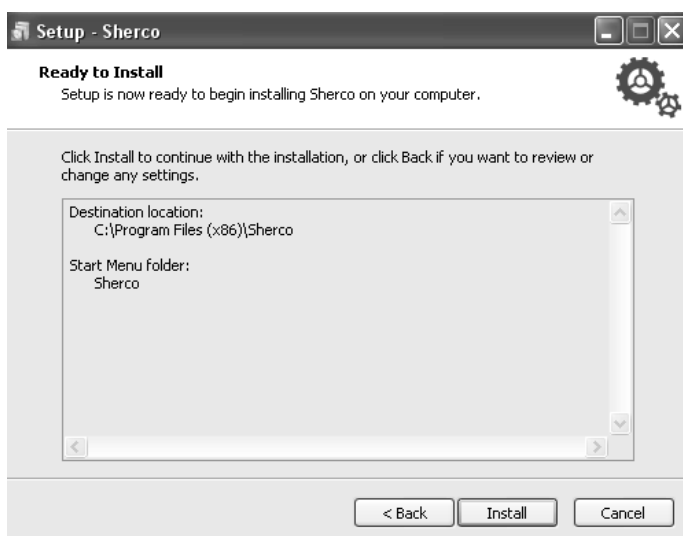 Setup - Sherco
Ready to Install
Setup is now ready to begin installing Sherco on your computer.
Click Install to continue with the installation, or click Back if you want to review or
change any settings.
Destination location:
C:\Program Files (x86)\Sherco
Start Menu folder:
Sherco
< Back
Install
Cancel